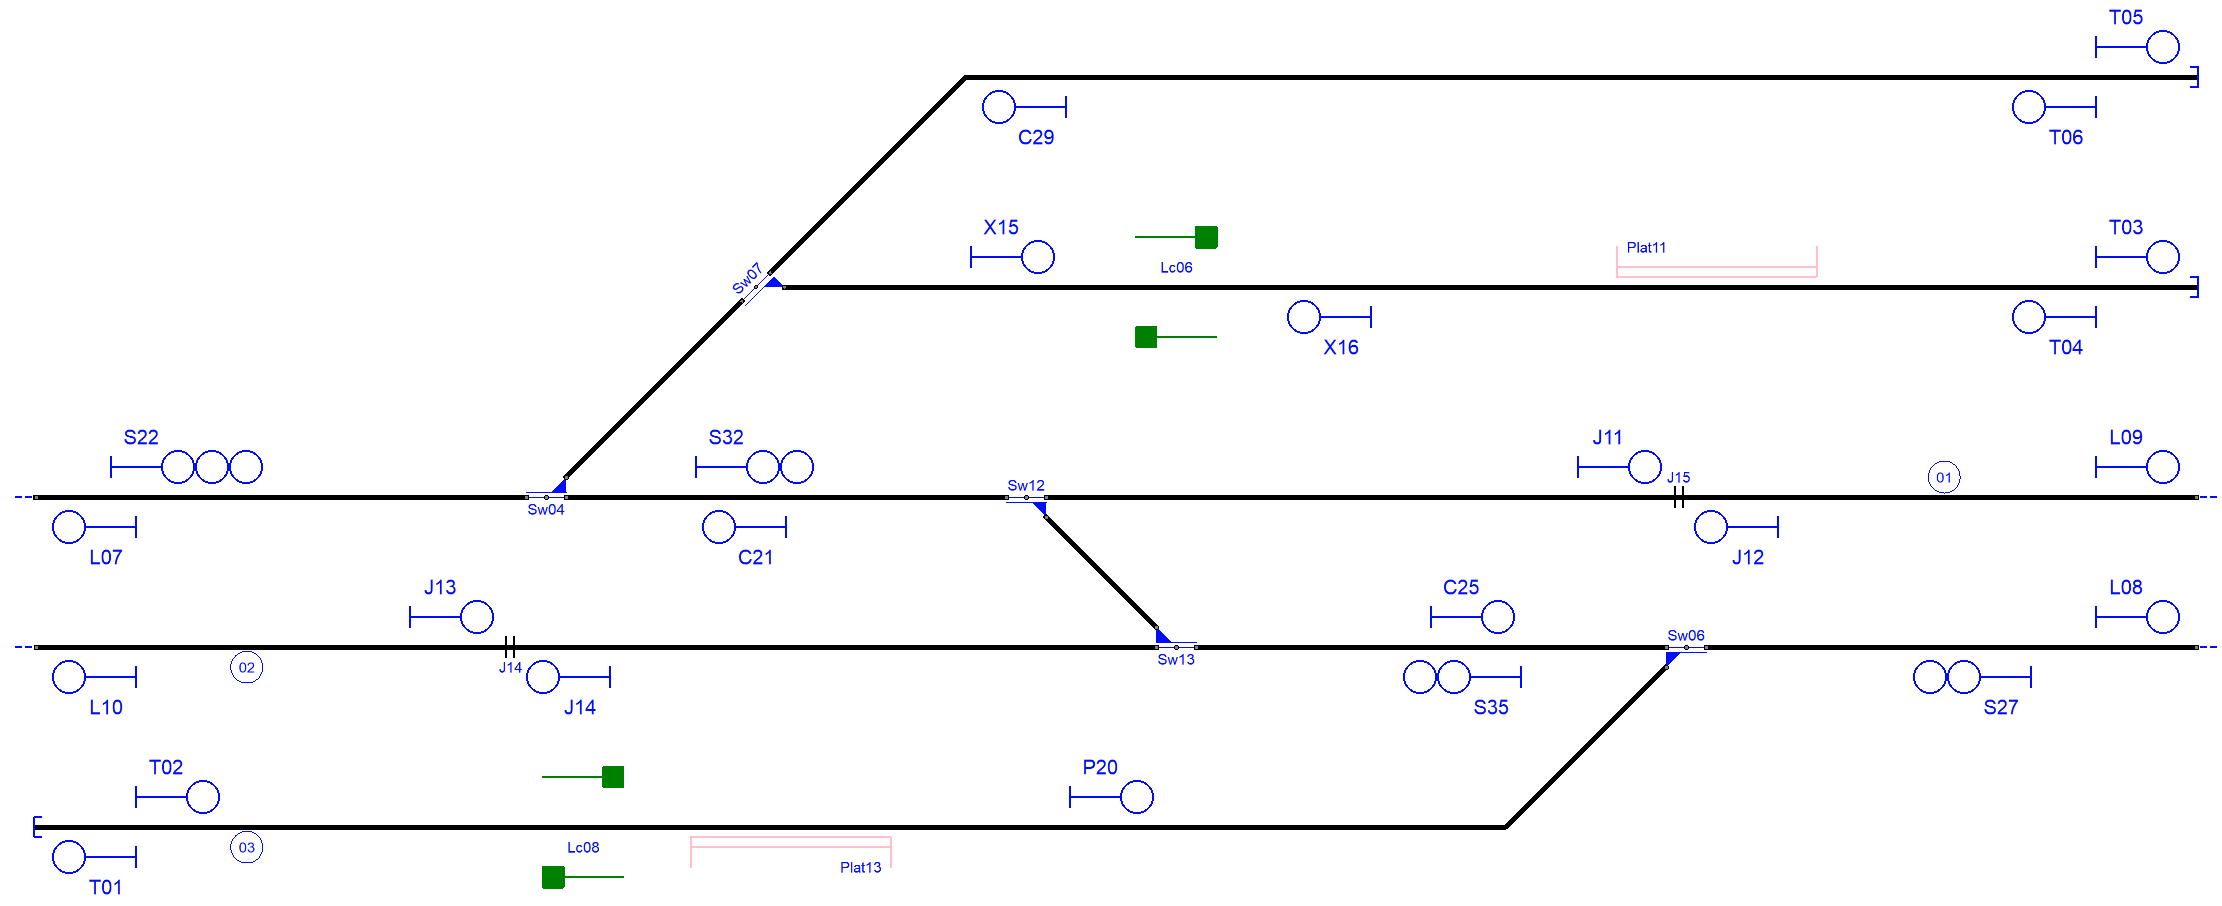 T05
C29
T06
X15
Lc06
Plat11
T03
Sw07
X16
T04
S22
S32
Sw12
J11
J15
01
L09
Sw04
L07
C21
J12
J13
C25
L08
Sw06
02
J14
Sw13
L10
J14
S35
S27
T02
P20
03
Lc08
Plat13
T01